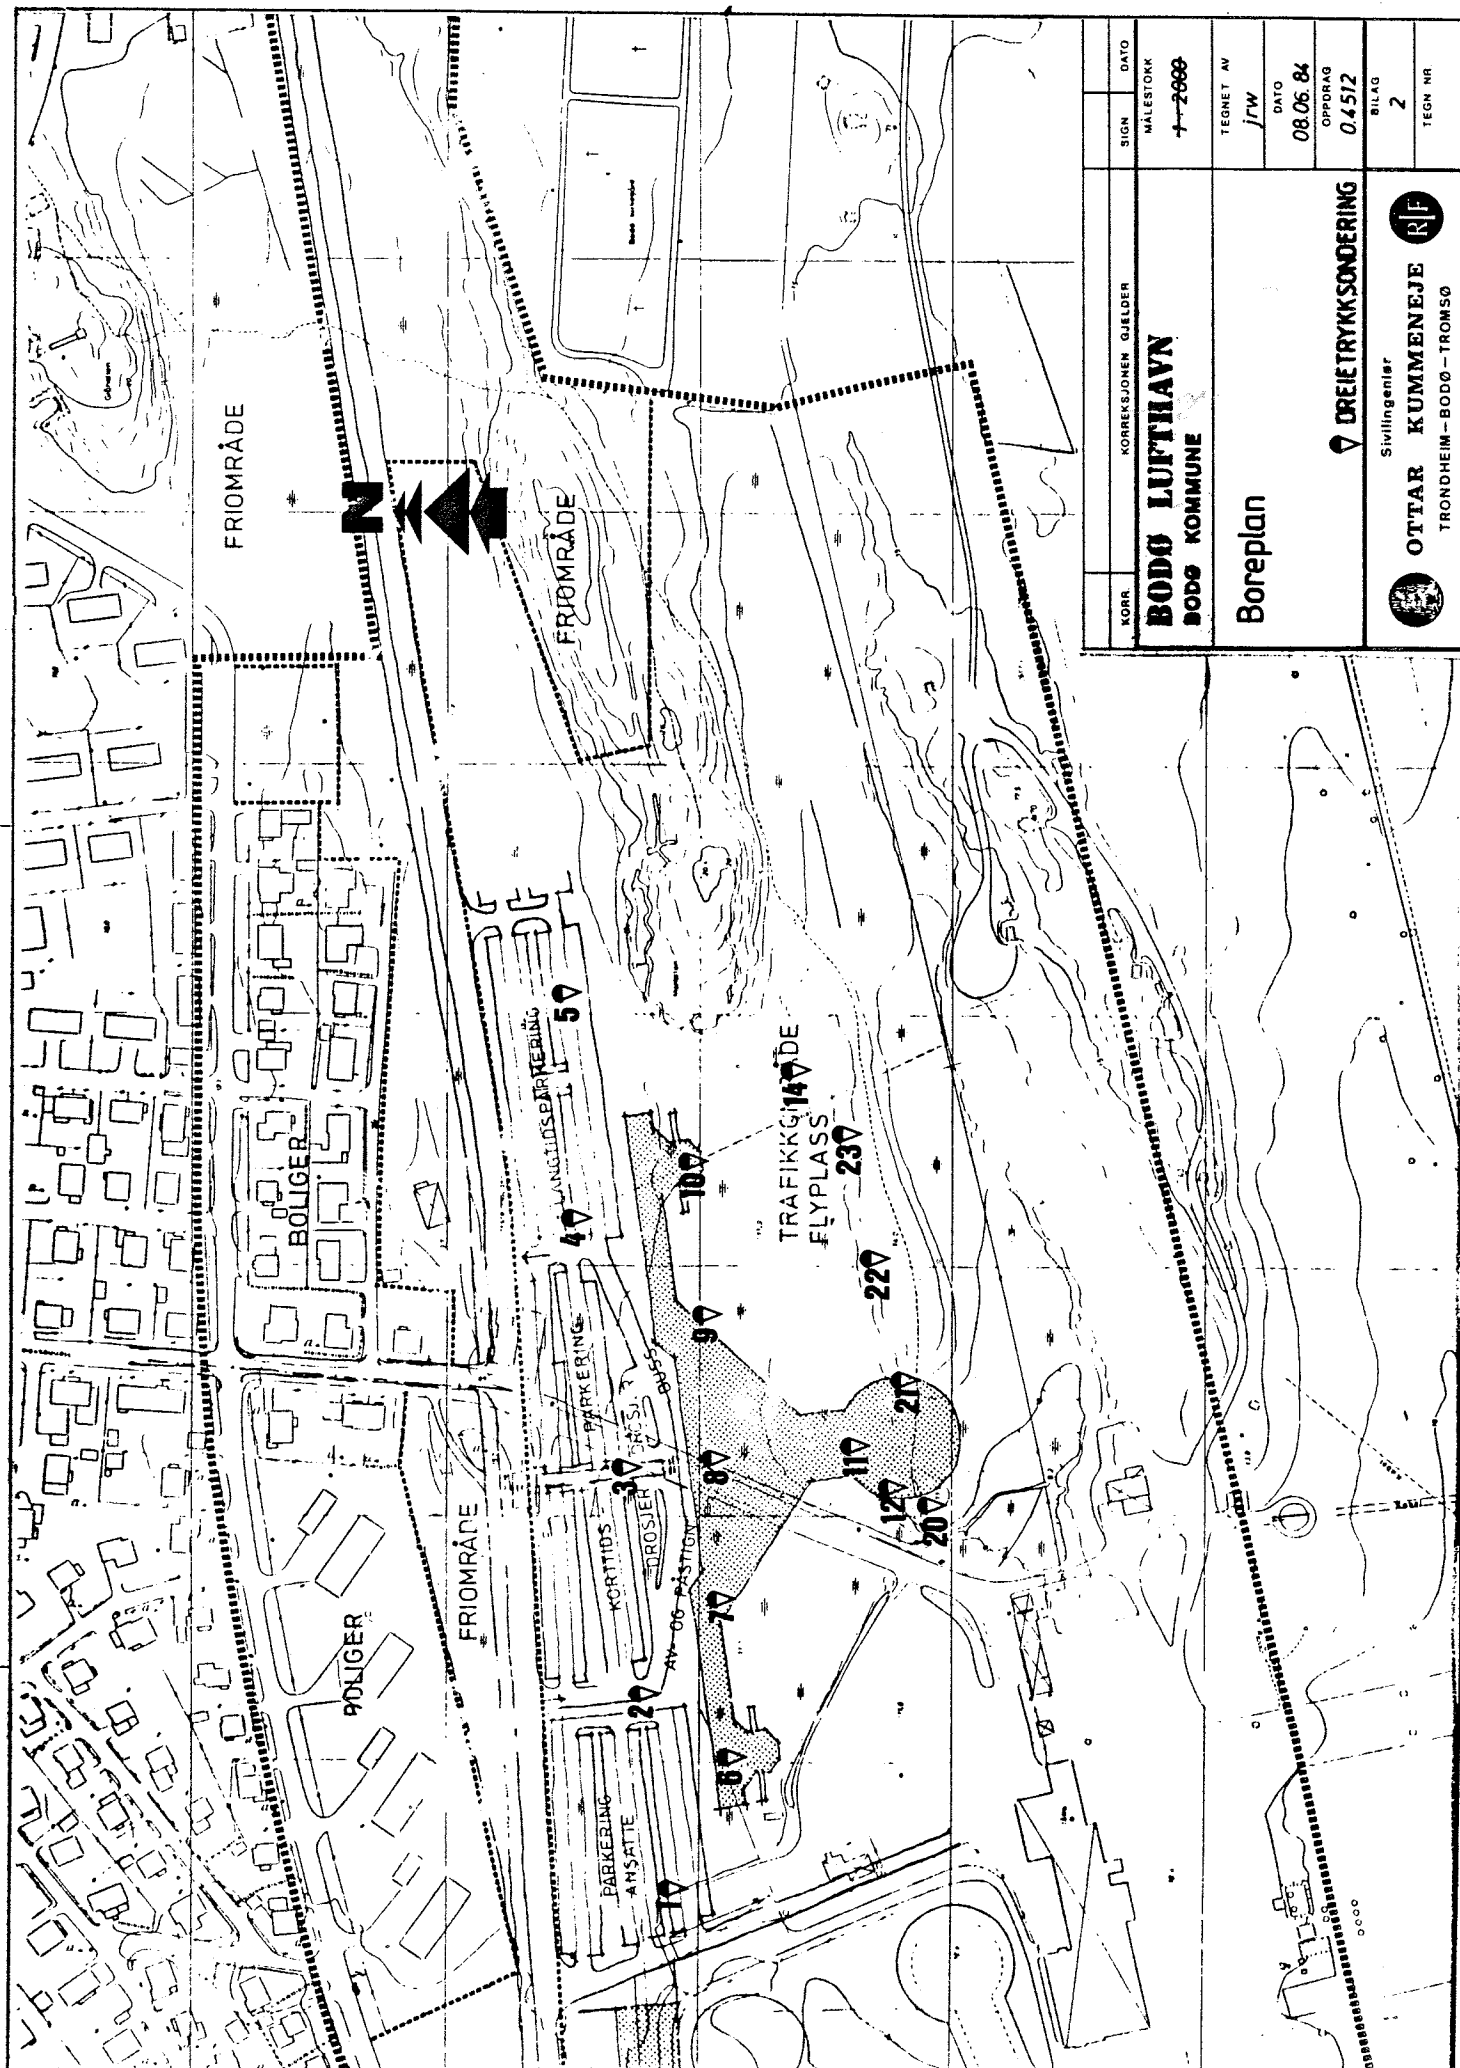 FRIOMRÅDE
N
FRIOMRÅDE
BOLIGER
BOLIGER
FRIOMRÅDE
LANGTIDSPARKERING
PARKERING
KORTTIDS
DROSJER
BUSS
AV- OG PÅSTIGN
PARKERING
ANSATTE
FLYPLASS
1
2
3
4
5
6
7
8
9
10
11
12
14
20
21
22
23
KORR.
KORREKSJONEN GJELDER
SIGN
DATO
BODØ LUFTHAVN
BODØ KOMMUNE
MÅLESTOKK
1:2000
Boreplan
TEGNET AV
jrw
DATO
08.06.84
OPPDRAG
0.4512
DREIETRYKKSONDERING
BILAG
2
TEGN NR
Sivilingeniør
OTTAR KUMMENEJE
TRONDHEIM–BODØ–TROMSØ
RIF